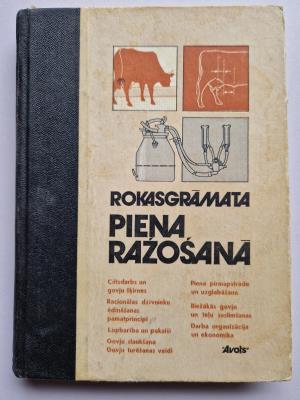 ROKASGRĀMATA
PIENA
RAŽOŠANĀ
Ciltsdarbs un
govju šķirnes
Racionālas dzīvnieku
ēdināšanas
pamatprincipi
Lopbarība un pakaiši
Govju slaukšana
Govju turēšanas veidi
Piena pirmapstrāde
un uzglabāšana
Biežākās govju
un teļu saslimšanas
Darba organizācija
un ekonomika
"Avots"